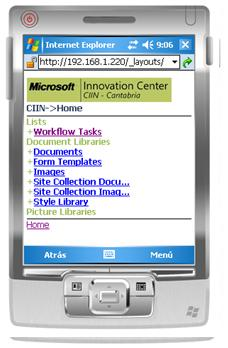 Internet Explorer 9:06
http://192.168.1.220/_layouts/
Microsoft Innovation Center
CIIN - Cantabria
CIIN->Home
Lists
+Workflow Tasks
Document Libraries
+Documents
+Form Templates
+Images
+Site Collection Docu...
+Site Collection Imag...
+Style Library
Picture Libraries
Home
Atrás Menú